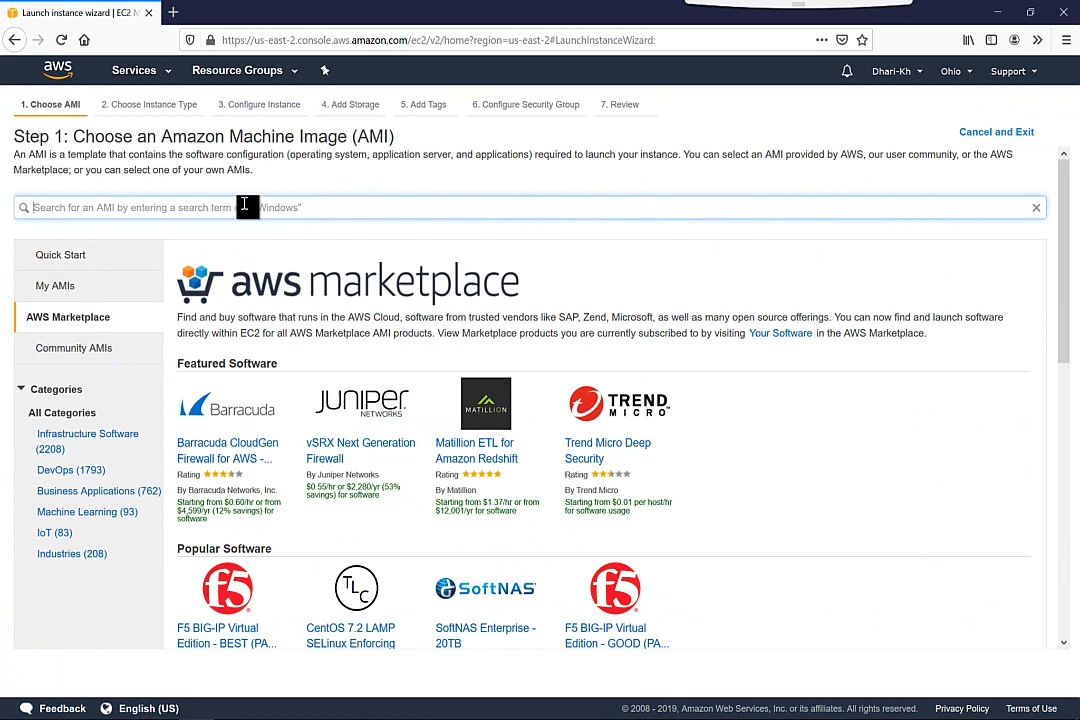 Launch instance wizard | EC2 M
https://us-east-2.console.aws.amazon.com/ec2/v2/home?region=us-east-2#LaunchInstanceWizard:
aws
Services
Resource Groups
Dhari-Kh
Ohio
Support
1. Choose AMI
2. Choose Instance Type
3. Configure Instance
4. Add Storage
5. Add Tags
6. Configure Security Group
7. Review
Step 1: Choose an Amazon Machine Image (AMI)
Cancel and Exit
An AMI is a template that contains the software configuration (operating system, application server, and applications) required to launch your instance. You can select an AMI provided by AWS, our user community, or the AWS
Marketplace; or you can select one of your own AMIs.
Search for an AMI by entering a search term Windows"
Quick Start
My AMIs
AWS Marketplace
Community AMIs
Categories
All Categories
Infrastructure Software
(2208)
DevOps (1793)
Business Applications (762)
Machine Learning (93)
IoT (83)
Industries (208)
aws marketplace
Find and buy software that runs in the AWS Cloud, software from trusted vendors like SAP, Zend, Microsoft, as well as many open source offerings. You can now find and launch software
directly within EC2 for all AWS Marketplace AMI products. View Marketplace products you are currently subscribed to by visiting Your Software in the AWS Marketplace.
Featured Software
Barracuda
Barracuda CloudGen
Firewall for AWS -...
Rating
By Barracuda Networks, Inc.
Starting from $0.60/hr or from
$4,599/yr (12% savings) for
software
JUNIPER
NETWORKS
vSRX Next Generation
Firewall
By Juniper Networks
$0.55/hr or $2,280/yr (53%
savings) for software
MATILLION
Matillion ETL for
Amazon Redshift
Rating
By Matillion
Starting from $1.37/hr or from
$12,001/yr for software
TREND
MICRO
Trend Micro Deep
Security
Rating
By Trend Micro
Starting from $0.01 per host/hr
for software usage
Popular Software
f5
F5 BIG-IP Virtual
Edition - BEST (PA...
TLC
CentOS 7.2 LAMP
SELinux Enforcing
SoftNAS
SoftNAS Enterprise -
20TB
f5
F5 BIG-IP Virtual
Edition - GOOD (PA...
Feedback
English (US)
© 2008 - 2019, Amazon Web Services, Inc. or its affiliates. All rights reserved.
Privacy Policy
Terms of Use